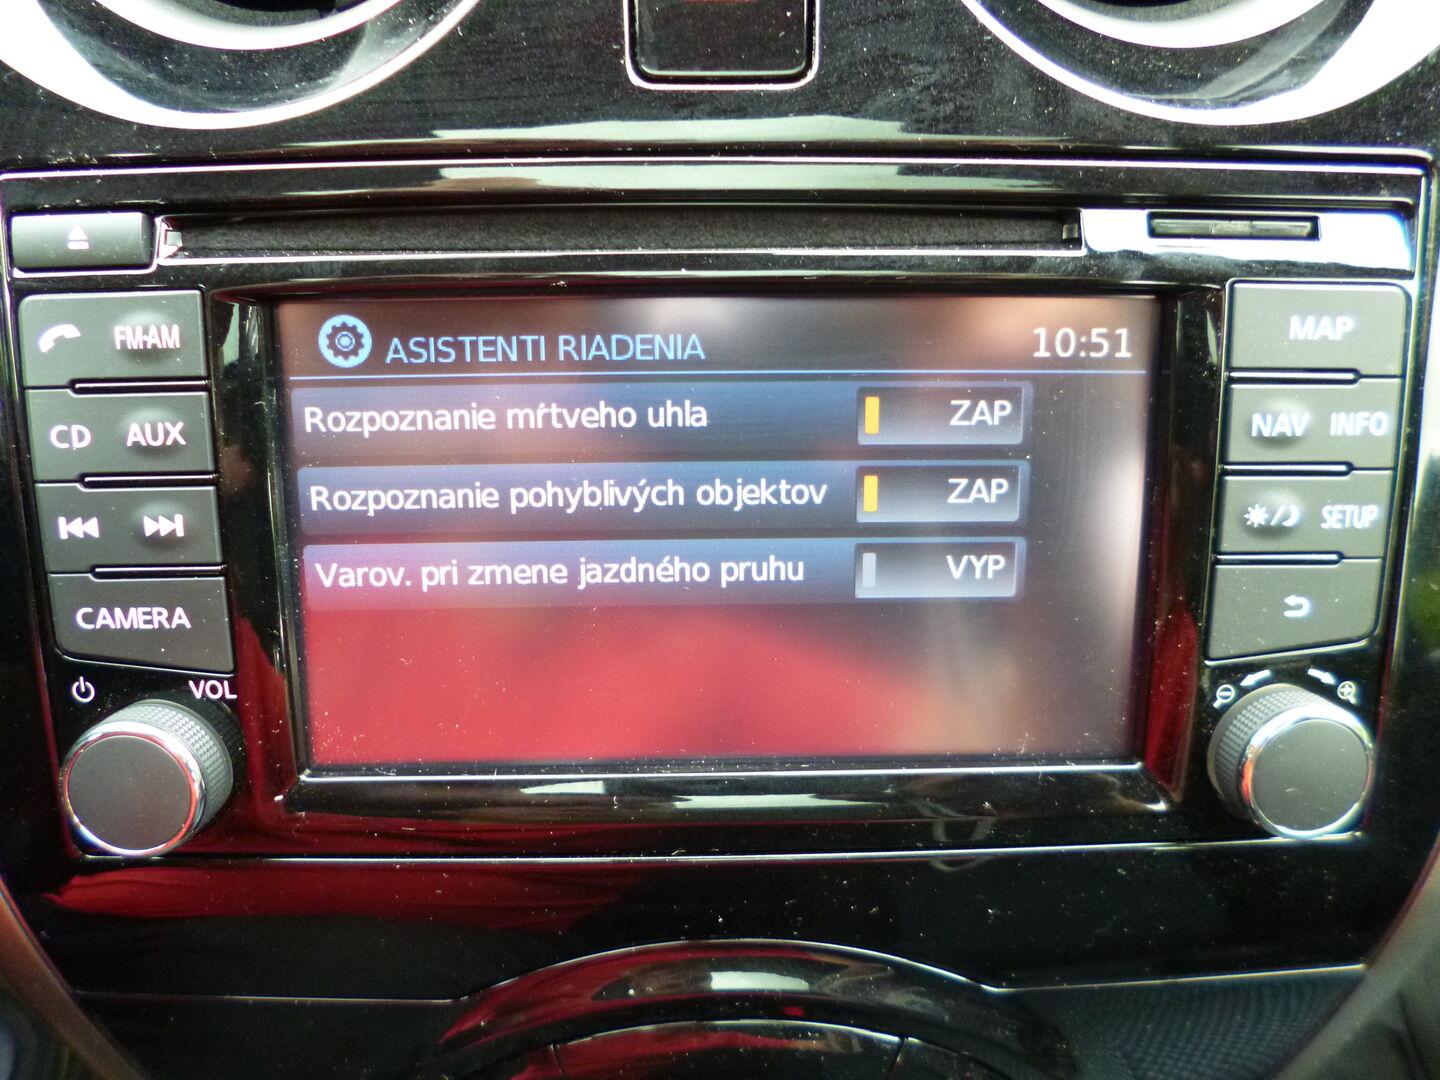 FM·AM
CD AUX
CAMERA
VOL
ASISTENTI RIADENIA 10:51
Rozpoznanie mŕtveho uhla ZAP
Rozpoznanie pohyblivých objektov ZAP
Varov. pri zmene jazdného pruhu VYP
MAP
NAV INFO
SETUP